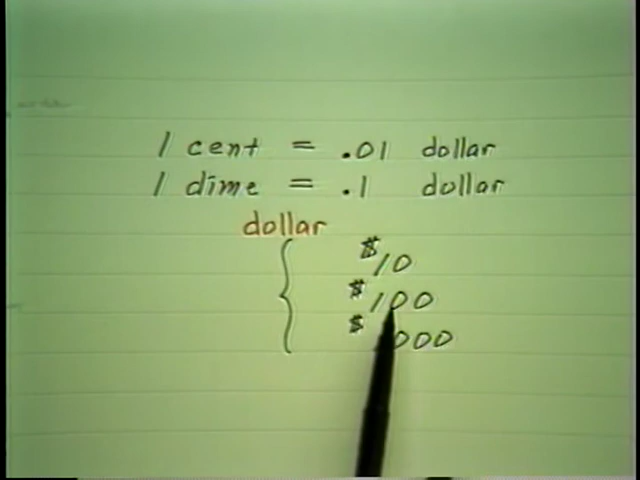 1 cent = .01 dollar
1 dime = .1 dollar
dollar
$10
$100
$ 000